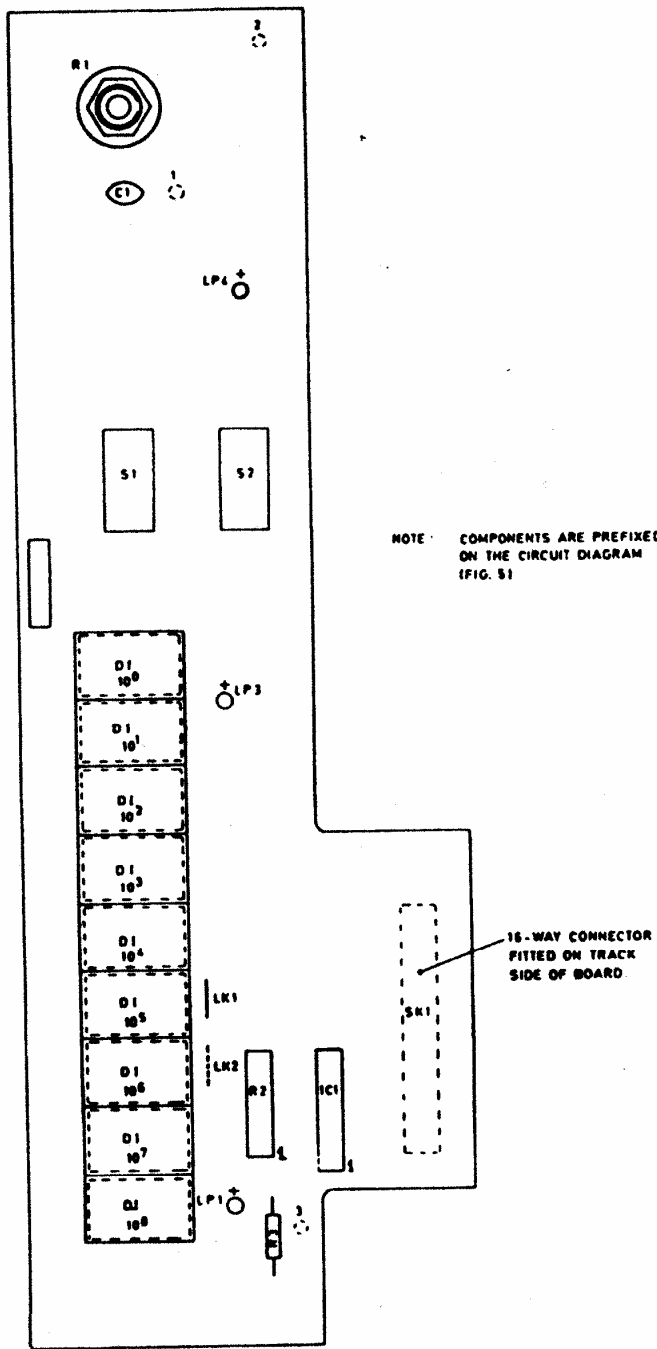 2
R1
1
C1
+
LP4
S1
S2
NOTE: COMPONENTS ARE PREFIXED
ON THE CIRCUIT DIAGRAM
(FIG. 5)
D1
10⁰
+
LP3
D1
10¹
D1
10²
D1
10³
D1
10⁴
16-WAY CONNECTOR
FITTED ON TRACK
SIDE OF BOARD.
LK1
D1
10⁵
SK1
LK2
D1
10⁶
R2
IC1
D1
10⁷
1
1
LP1
+
D1
10⁸
3